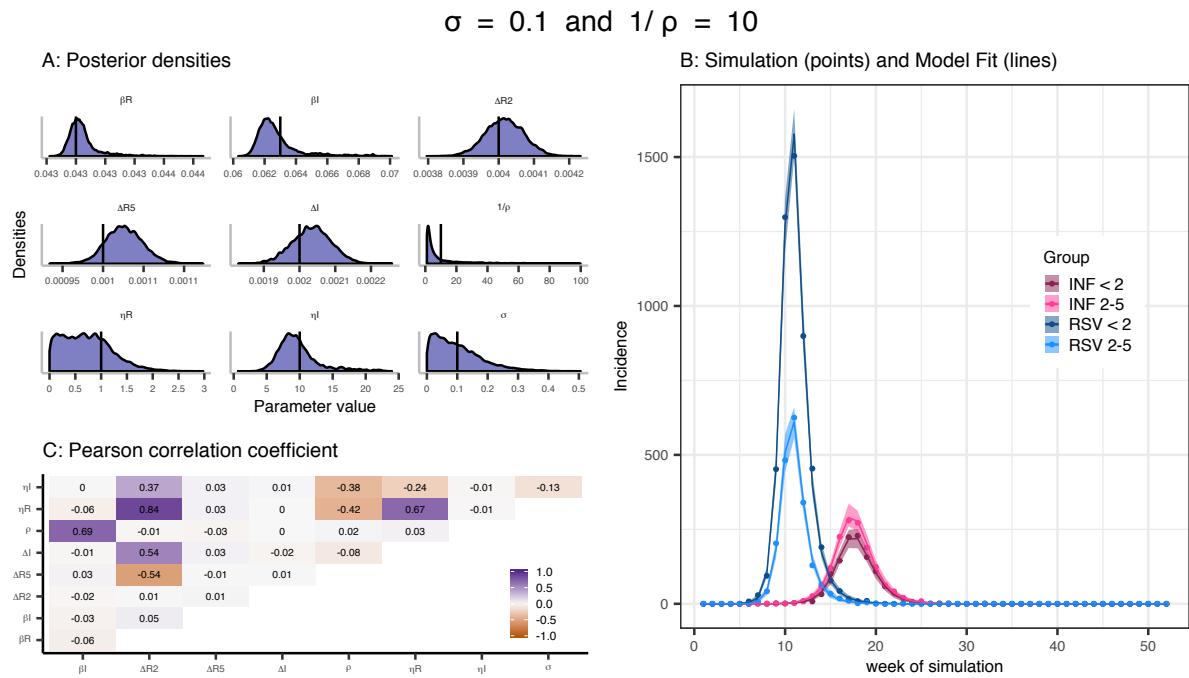 σ = 0.1 and 1/ρ = 10
A: Posterior densities
βR
βI
ΔR2
0.043 0.043 0.043 0.043 0.044 0.044
0.06 0.062 0.064 0.066 0.068 0.07
0.0038 0.0039 0.004 0.0041 0.0042
ΔR5
ΔI
1/ρ
0.00095 0.001 0.0011 0.0011
0.0019 0.002 0.0021 0.0022
0 20 40 60 80 100
ηR
ηI
σ
0 0.5 1 1.5 2 2.5 3
0 5 10 15 20 25
0 0.1 0.2 0.3 0.4 0.5
Densities
Parameter value
C: Pearson correlation coefficient
ηI 0 0.37 0.03 0.01 -0.38 -0.24 -0.01 -0.13
ηR -0.06 0.84 0.03 0 -0.42 0.67 -0.01
ρ 0.69 -0.01 -0.03 0 0.02 0.03
ΔI -0.01 0.54 0.03 -0.02 -0.08
ΔR5 0.03 -0.54 -0.01 0.01
ΔR2 -0.02 0.01 0.01
βI -0.03 0.05
βR -0.06
βI ΔR2 ΔR5 ΔI ρ ηR ηI σ
1.0
0.5
0.0
-0.5
-1.0
B: Simulation (points) and Model Fit (lines)
Incidence
1500
1000
500
0
0 10 20 30 40 50
week of simulation
Group
INF < 2
INF 2-5
RSV < 2
RSV 2-5